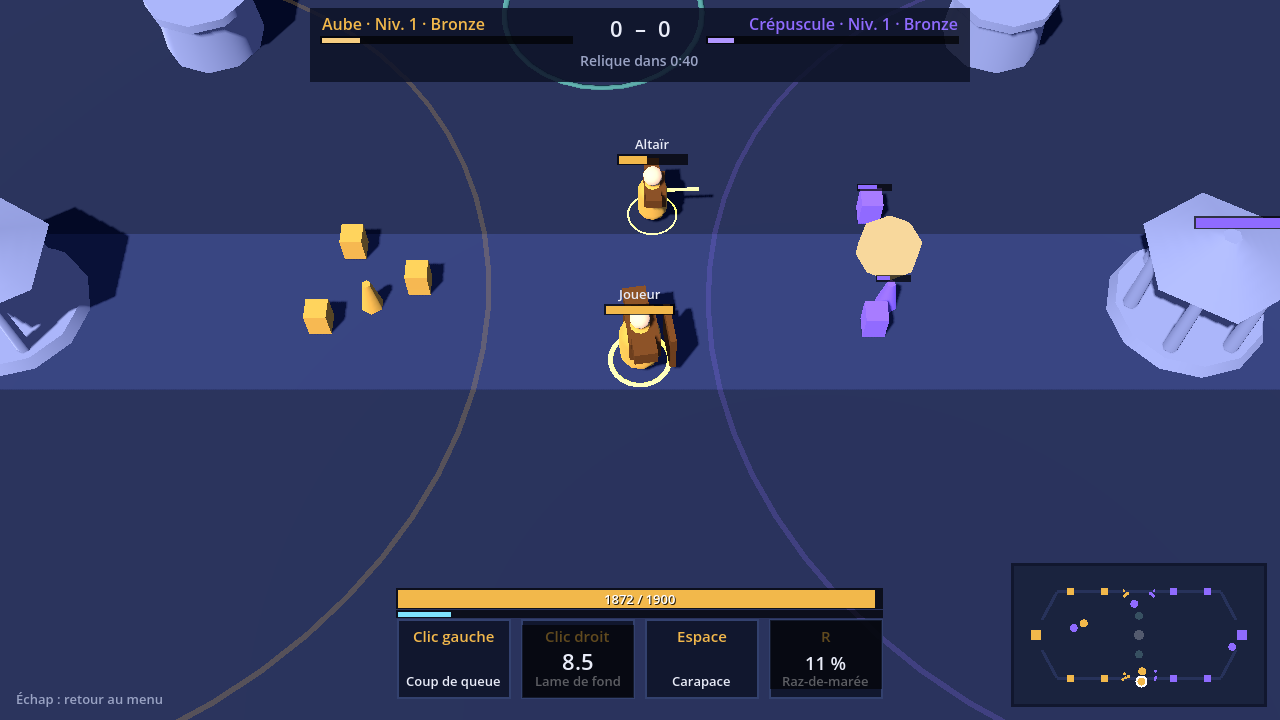 Aube · Niv. 1 · Bronze
0 – 0
Crépuscule · Niv. 1 · Bronze
Relique dans 0:40
Altaïr
Joueur
1872 / 1900
Clic gauche
Coup de queue
Clic droit
8.5
Lame de fond
Espace
Carapace
R
11 %
Raz-de-marée
Échap : retour au menu